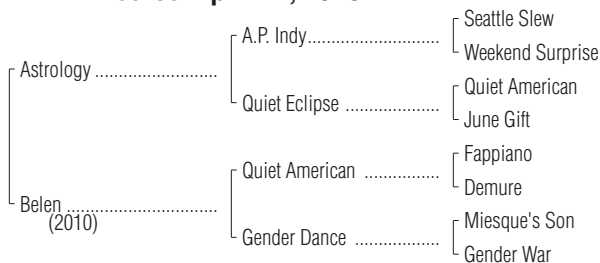 Seattle Slew
A.P. Indy
Weekend Surprise
Astrology
Quiet American
Quiet Eclipse
June Gift
Fappiano
Quiet American
Demure
Belen
(2010)
Miesque's Son
Gender Dance
Gender War